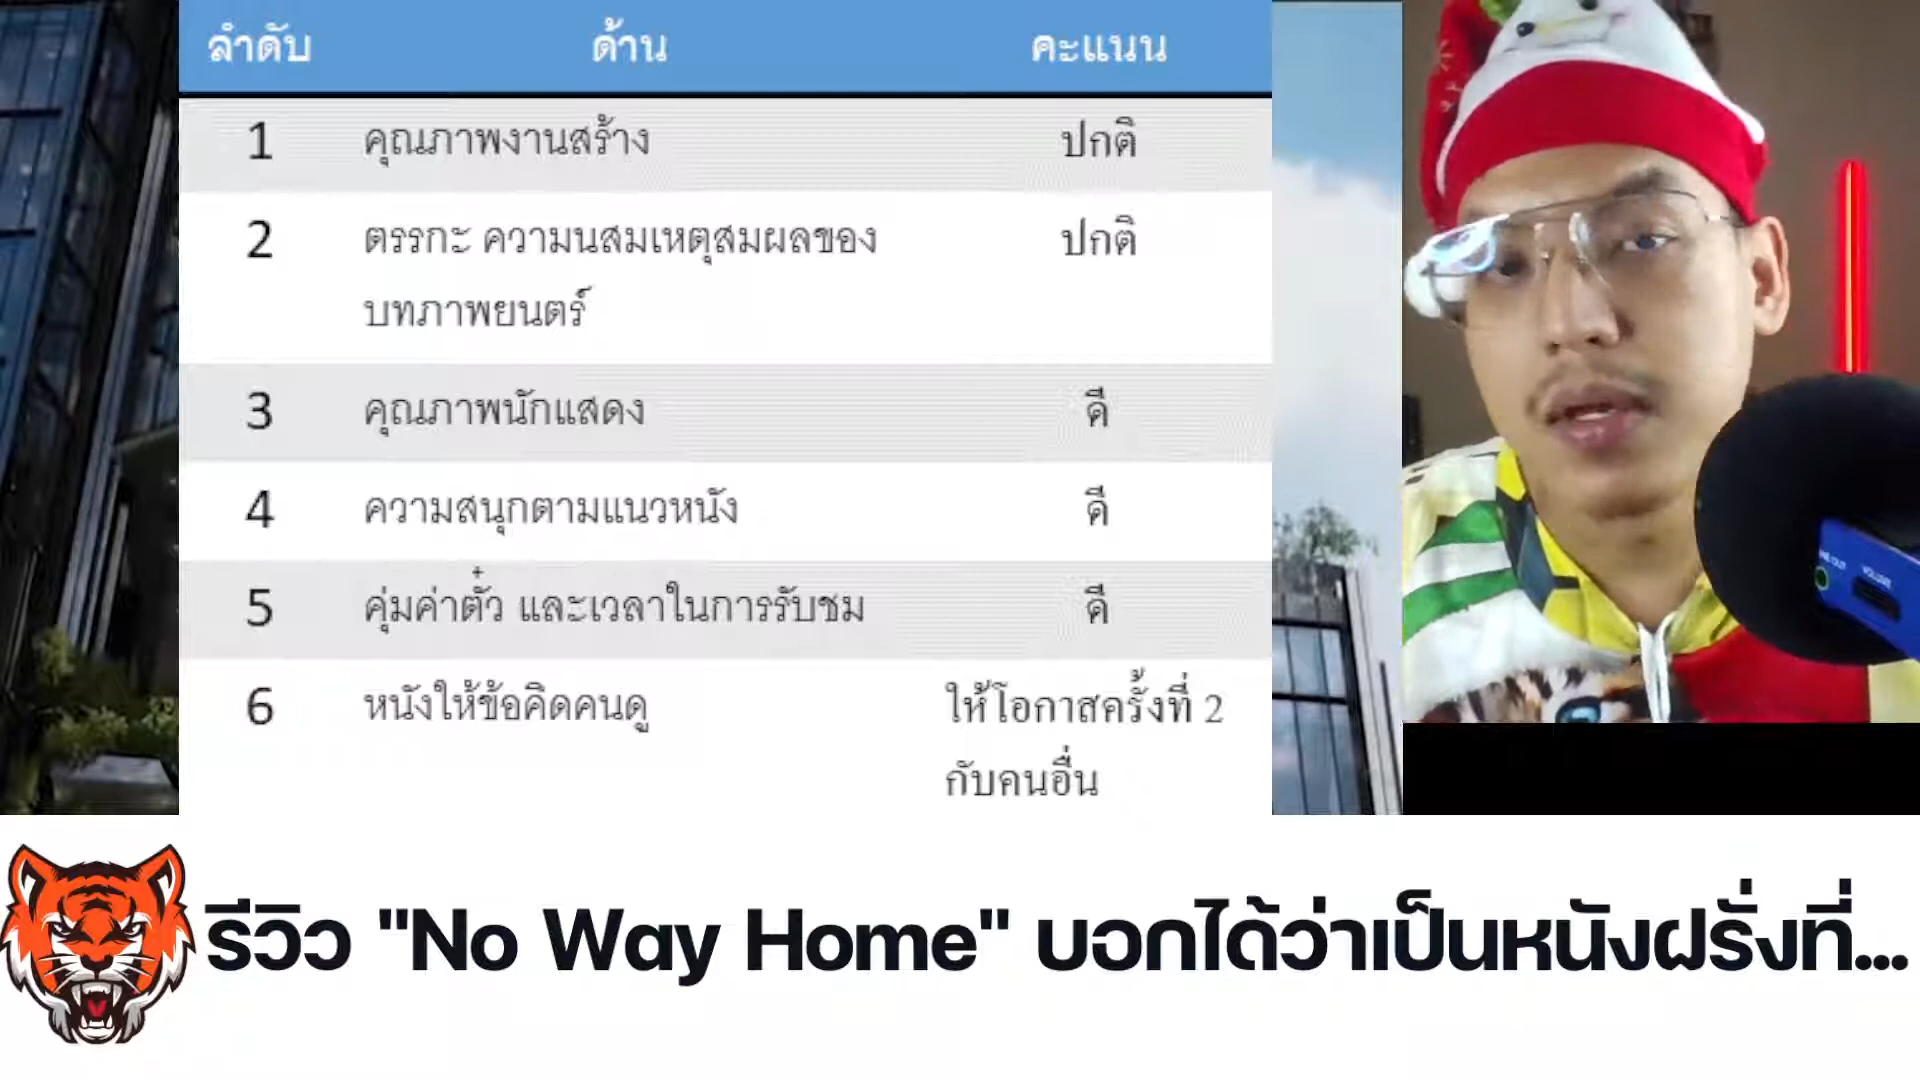 ลำดับ ด้าน คะแนน
1 คุณภาพงานสร้าง ปกติ
2 ตรรกะ ความนสมเหตุสมผลของ ปกติ
บทภาพยนตร์
3 คุณภาพนักแสดง ดี
4 ความสนุกตามแนวหนัง ดี
5 คุ่มค่าตั๋ว และเวลาในการรับชม ดี
6 หนังให้ข้อคิดคนดู ให้โอกาสครั้งที่ 2
กับคนอื่น
VOLUME
รีวิว "No Way Home" บอกได้ว่าเป็นหนังฝรั่งที่...